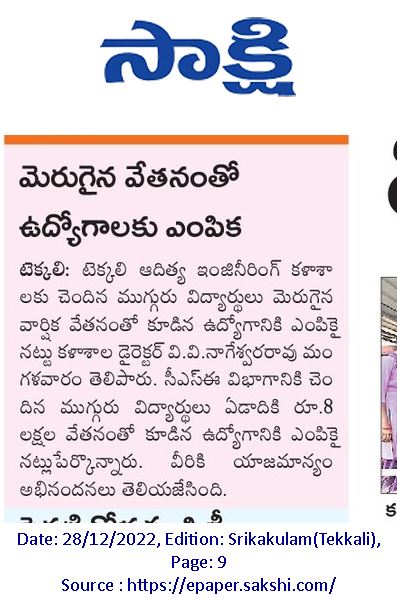 సాక్షి
మెరుగైన వేతనంతో
ఉద్యోగాలకు ఎంపిక
టెక్కలి: టెక్కలి ఆదిత్య ఇంజినీరింగ్ కళాశా
లకు చెందిన ముగ్గురు విద్యార్థులు మెరుగైన
వార్షిక వేతనంతో కూడిన ఉద్యోగానికి ఎంపికై
నట్టు కళాశాల డైరెక్టర్ వి.వి.నాగేశ్వరరావు మం
గళవారం తెలిపారు. సీఎస్ఈ విభాగానికి చెం
దిన ముగ్గురు విద్యార్థులు ఏడాదికి రూ.8
లక్షల వేతనంతో కూడిన ఉద్యోగానికి ఎంపికై
నట్లుపేర్కొన్నారు. వీరికి యాజమాన్యం
అభినందనలు తెలియజేసింది.
Date: 28/12/2022, Edition: Srikakulam(Tekkali),
Page: 9
Source : https://epaper.sakshi.com/